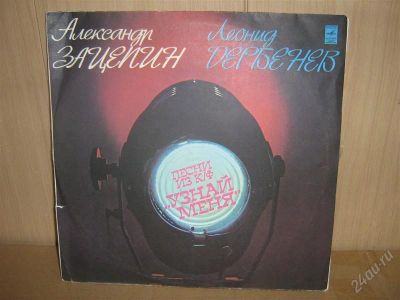 Александр
ЗАЦЕПИН
Леонид
ДЕРБЕНЕВ
ПЕСНИ
ИЗ К/Ф
"УЗНАЙ
МЕНЯ"
24au.ru